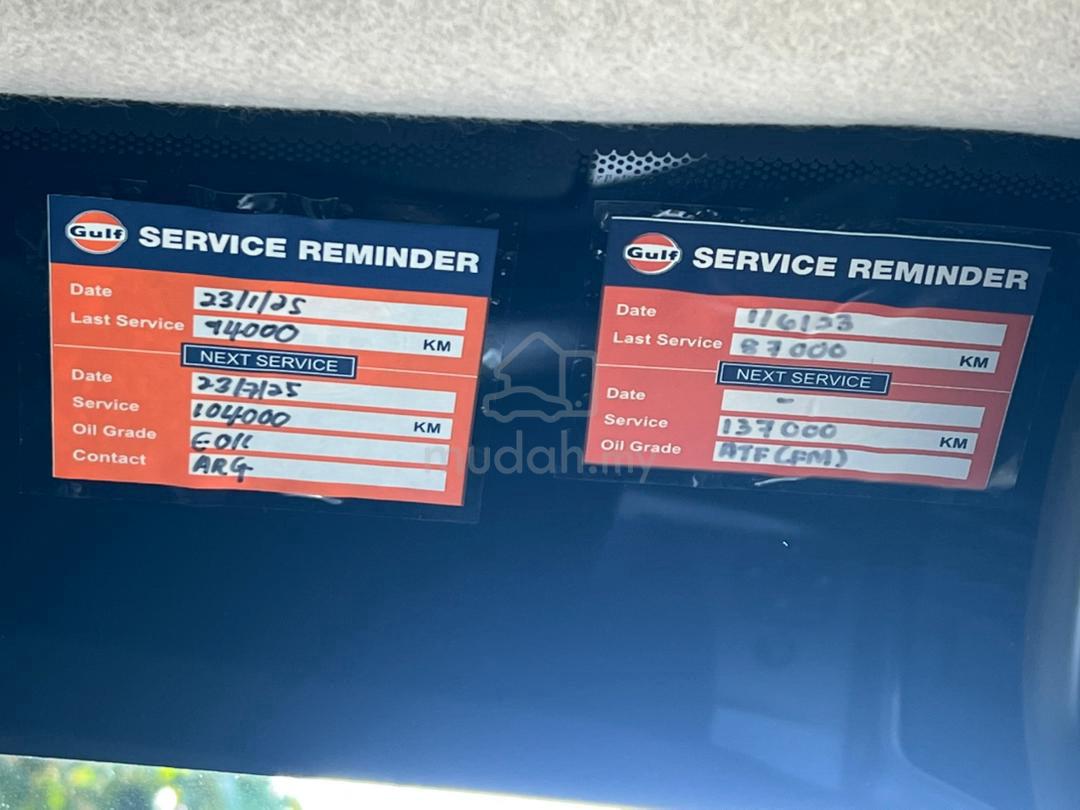 Gulf SERVICE REMINDER
Date 23/1/25
Last Service 94000 KM
NEXT SERVICE
Date 23/7/25
Service 104000 KM
Oil Grade E-OIL
Contact ARG
Gulf SERVICE REMINDER
Date 1/6/23
Last Service 87000 KM
NEXT SERVICE
Date -
Service 137000 KM
Oil Grade ATF (FM)
mudah.my